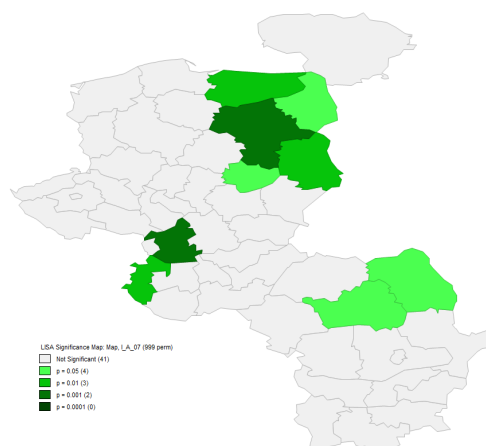 LISA Significance Map: Map, I_A_07 (999 perm)
Not Significant (41)
p = 0.05 (4)
p = 0.01 (3)
p = 0.001 (2)
p = 0.0001 (0)